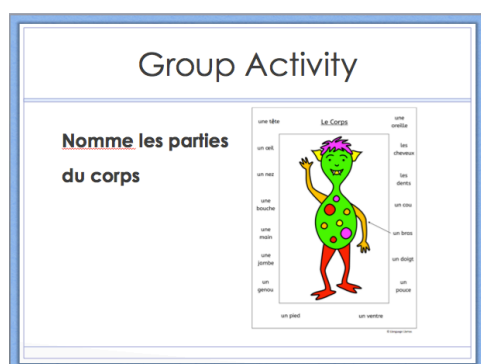 Group Activity
Nomme les parties
du corps
Le Corps
une tête
un œil
un nez
une
bouche
une
main
une
jambe
un
genou
un pied
un ventre
une
oreille
les
cheveux
les
dents
un cou
un bras
un doigt
un
pouce